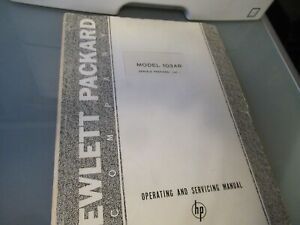 HEWLETT PACKARD
COMPANY
MODEL 103AR
OPERATING AND SERVICING MANUAL
hp